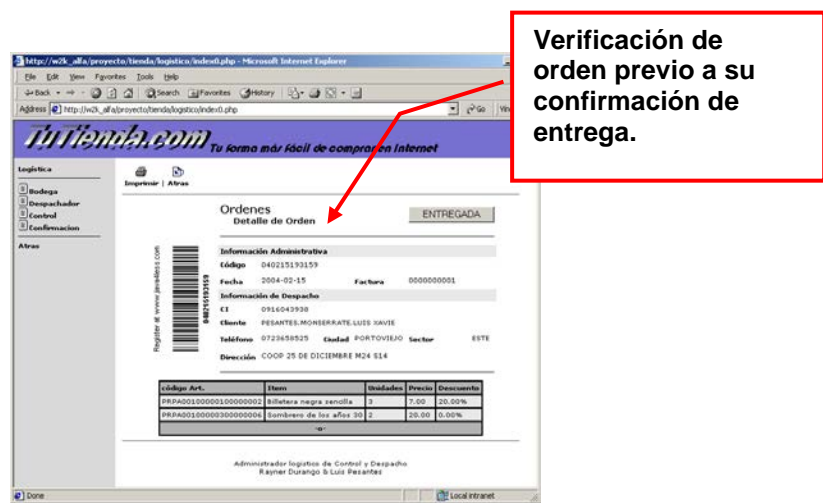 Verificación de
orden previo a su
confirmación de
entrega.
http://w2k_alfa/proyecto/tienda/logistico/index0.php - Microsoft Internet Explorer
File Edit View Favorites Tools Help
Back Search Favorites History
Address http://w2k_alfa/proyecto/tienda/logistico/index0.php Go
TuTienda.com Tu forma más fácil de comprar en Internet
Logística
Bodega
Despachador
Control
Confirmacion
Atras
Imprimir | Atras
Ordenes
Detalle de Orden
ENTREGADA
Register at www.java4less.com
040215193159
Información Administrativa
Código 040215193159
Fecha 2004-02-15 Factura 0000000001
Información de Despacho
CI 0916043938
Cliente PESANTES.MONSERRATE.LUIS XAVIE
Teléfono 0723658525 Ciudad PORTOVIEJO Sector ESTE
Dirección COOP 25 DE DICIEMBRE M24 S14
código Art. Item Unidades Precio Descuento
PRPA00100000100000002 Billetera negra sencilla 3 7.00 20.00%
PRPA00100000300000006 Sombrero de los años 30 2 20.00 0.00%
-o-
Administrador logistico de Control y Despacho
Rayner Durango & Luis Pesantes
Done Local intranet